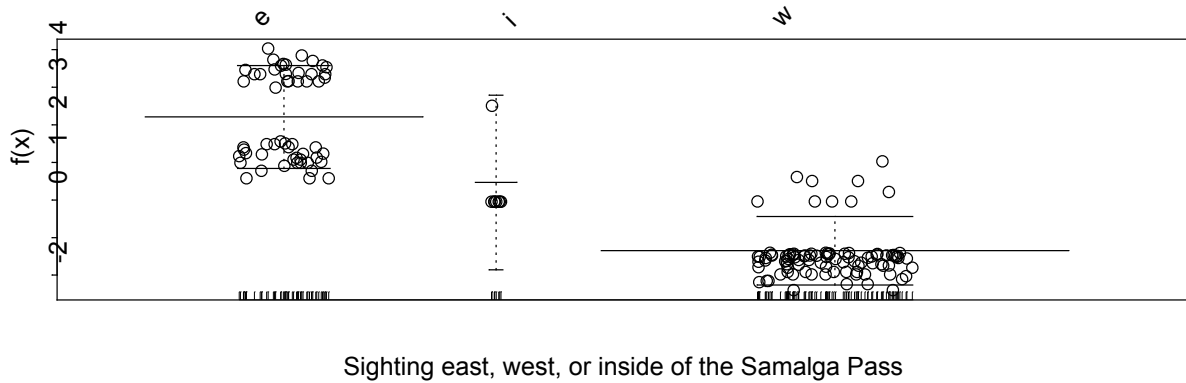 e i w
4
3
2
1
0
-2
f(x)
Sighting east, west, or inside of the Samalga Pass